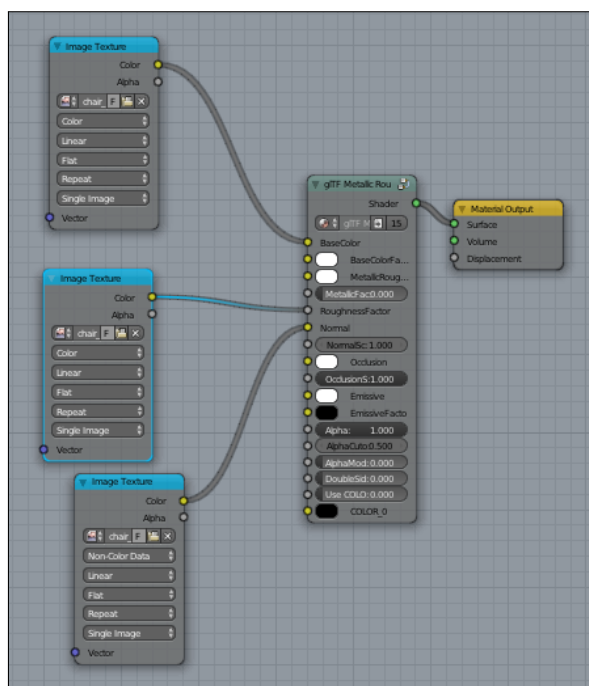 Image Texture
Color
Alpha
chair_ F
Color
Linear
Flat
Repeat
Single Image
Vector
Image Texture
Color
Alpha
chair_ F
Color
Linear
Flat
Repeat
Single Image
Vector
Image Texture
Color
Alpha
chair_ F
Non-Color Data
Linear
Flat
Repeat
Single Image
Vector
glTF Metallic Rou
Shader
glTF M 15
BaseColor
BaseColorFa...
MetallicRoug...
MetallicFac:0.000
RoughnessFactor
Normal
NormalSc: 1.000
Occlusion
OcclusionS:1.000
Emissive
EmissiveFacto
Alpha: 1.000
AlphaCuto:0.500
AlphaMod: 0.000
DoubleSid: 0.000
Use COLO: 0.000
COLOR_0
Material Output
Surface
Volume
Displacement